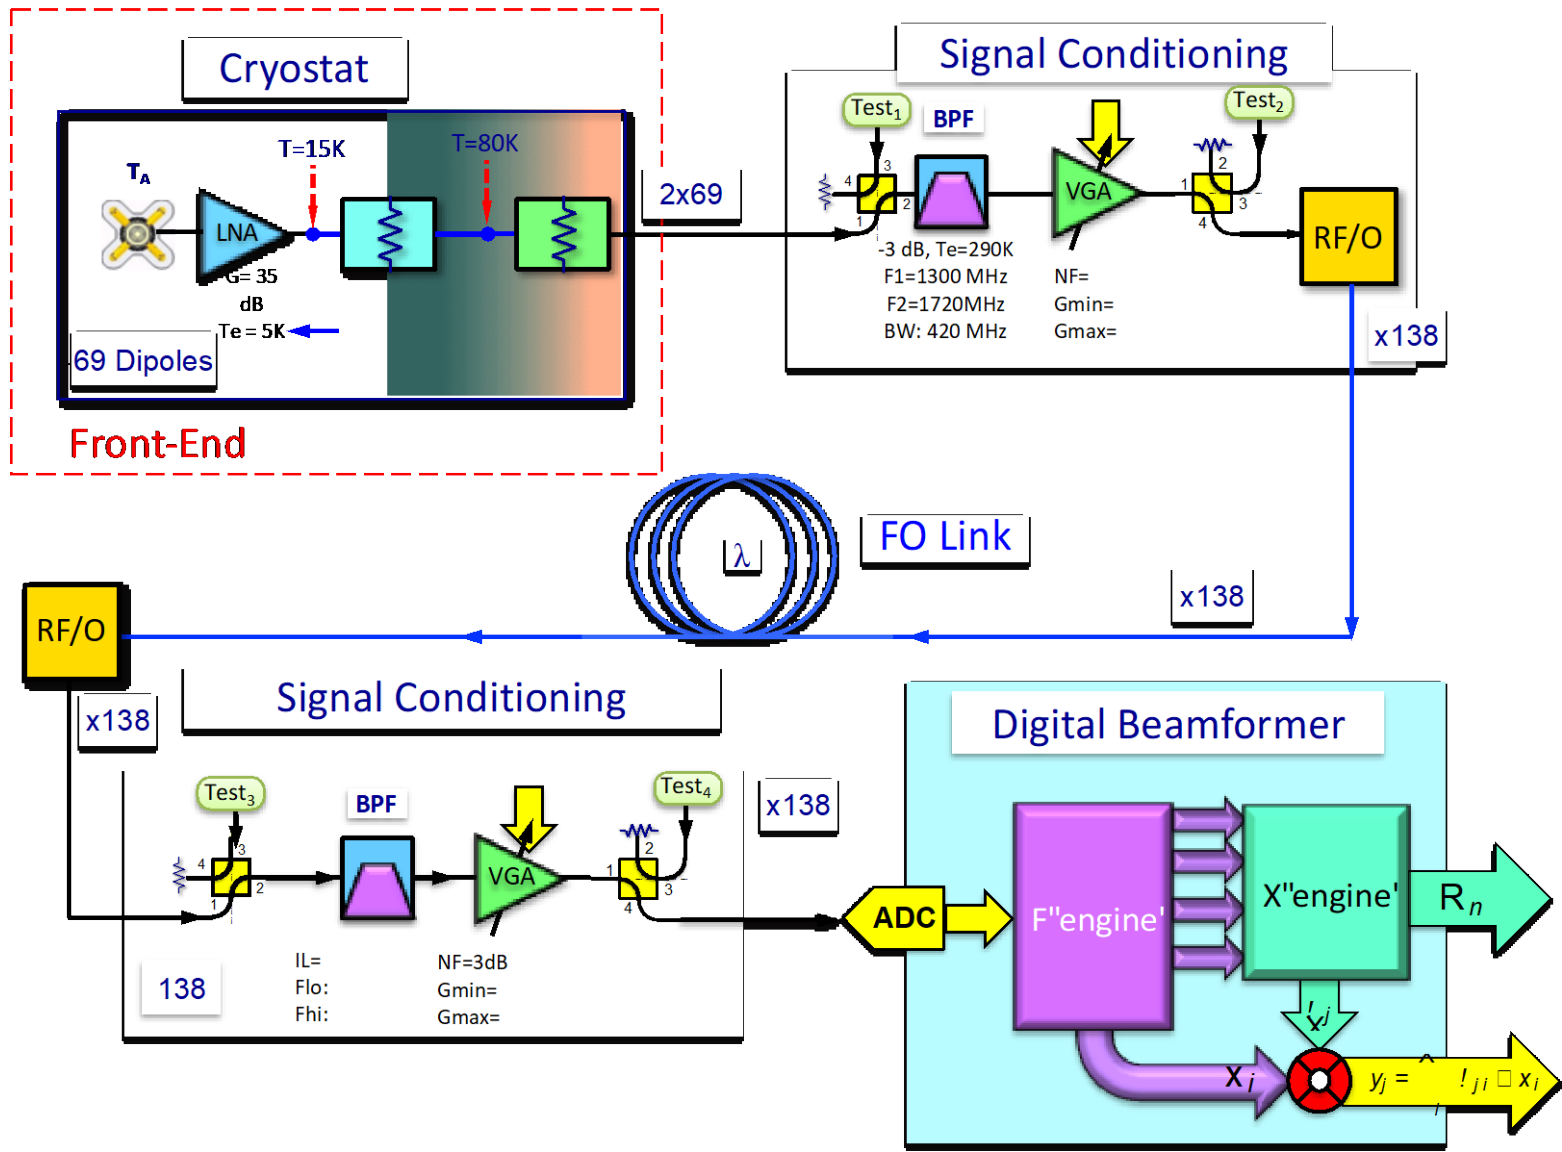 Cryostat
T=15K
T=80K
TA
LNA
G= 35
dB
Te = 5K
69 Dipoles
Front-End
2x69
Signal Conditioning
Test1
BPF
Test2
VGA
4
3
1
2
1
2
3
4
RF/O
-3 dB, Te=290K
F1=1300 MHz
F2=1720MHz
BW: 420 MHz
NF=
Gmin=
Gmax=
x138
FO Link
λ
x138
RF/O
x138
Signal Conditioning
Test3
BPF
Test4
VGA
4
3
1
2
1
2
3
4
x138
IL=
Flo:
Fhi:
NF=3dB
Gmin=
Gmax=
138
Digital Beamformer
ADC
F"engine'
X"engine'
Rn
xi
yj = ^ i ! ji □ xi